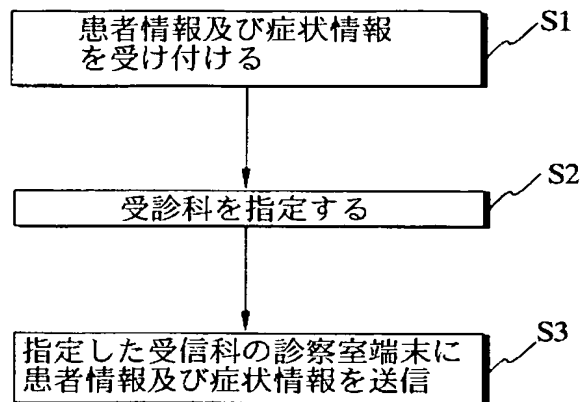 患者情報及び症状情報
を受け付ける
S1
受診科を指定する
S2
指定した受信科の診察室端末に
患者情報及び症状情報を送信
S3